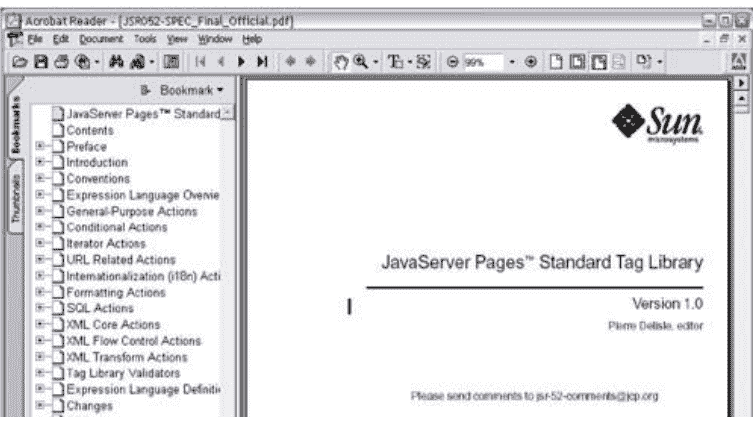 Acrobat Reader - [JSR052-SPEC_Final_Official.pdf]
File Edit Document Tools View Window Help
99%
Bookmark
Bookmarks
Thumbnails
JavaServer Pages™ Standard
Contents
Preface
Introduction
Conventions
Expression Language Overvie
General-Purpose Actions
Conditional Actions
Iterator Actions
URL Related Actions
Internationalization (i18n) Acti
Formatting Actions
SQL Actions
XML Core Actions
XML Flow Control Actions
XML Transform Actions
Tag Library Validators
Expression Language Definiti
Changes
Sun
microsystems
JavaServer Pages™ Standard Tag Library
Version 1.0
Pierre Delisle, editor
Please send comments to jsr-52-comments@jcp.org